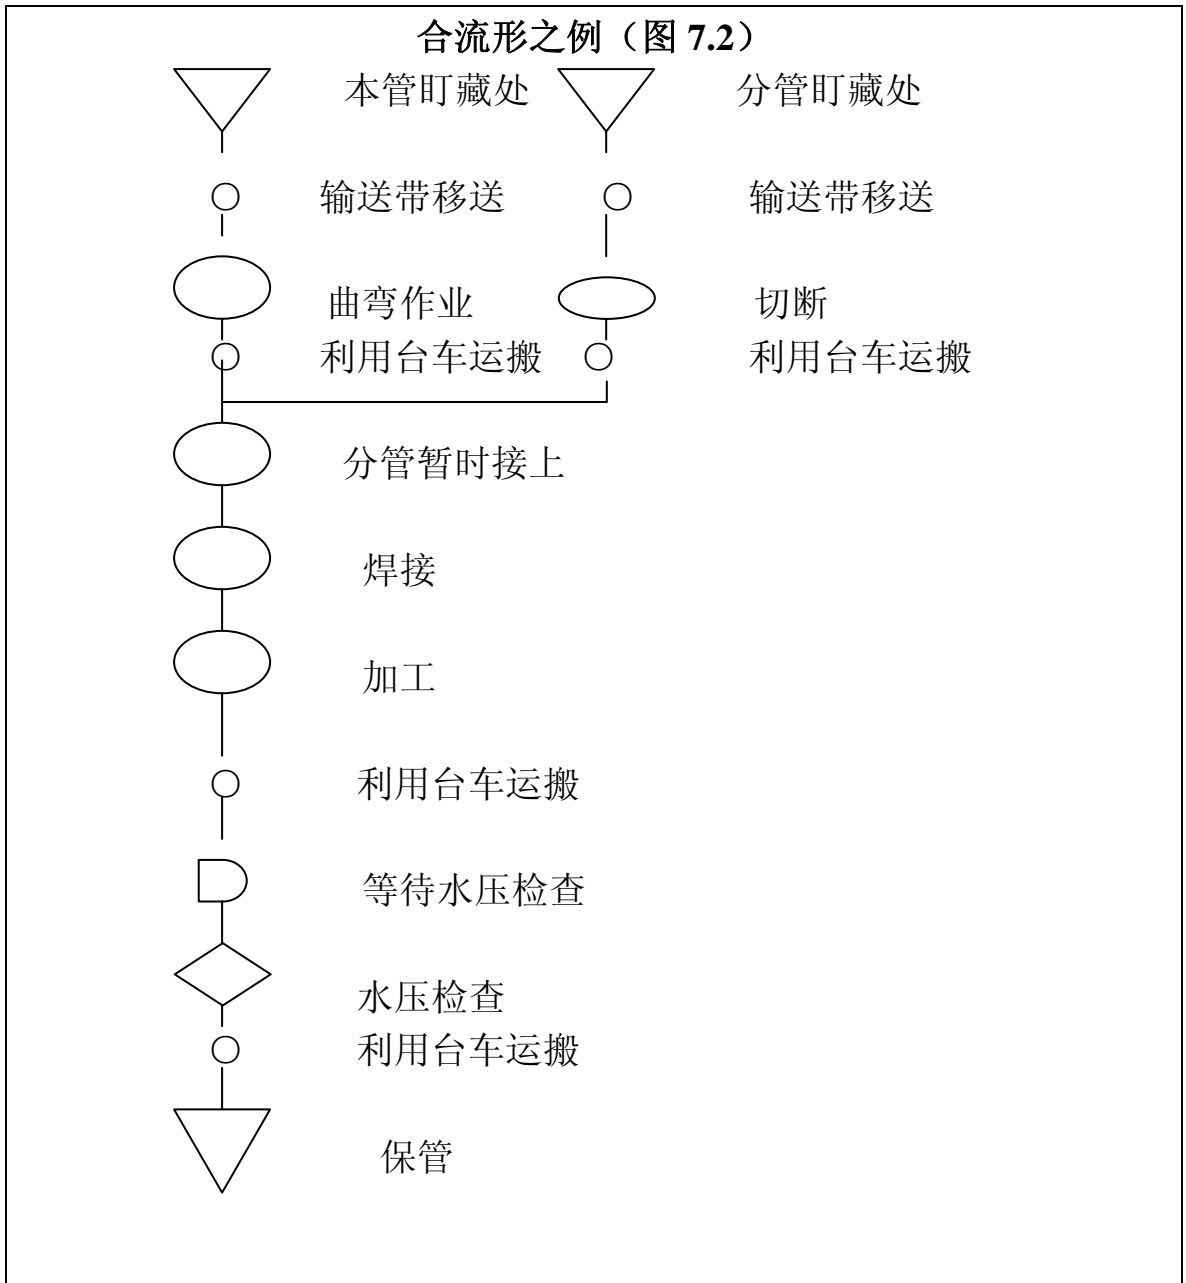 合流形之例（图 7.2）
本管盯藏处 分管盯藏处
输送带移送 输送带移送
曲弯作业 切断
利用台车运搬 利用台车运搬
分管暂时接上
焊接
加工
利用台车运搬
等待水压检查
水压检查
利用台车运搬
保管